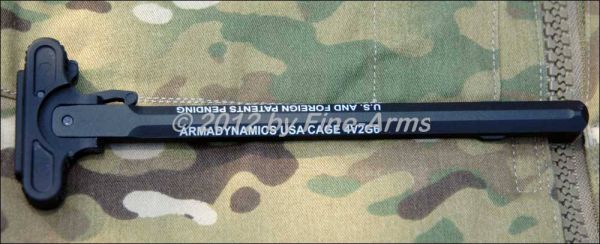 U.S. AND FOREIGN PATENTS PENDING
© 2012 by Fine Arms
ARMADYNAMICS USA CAGE 4V2G6